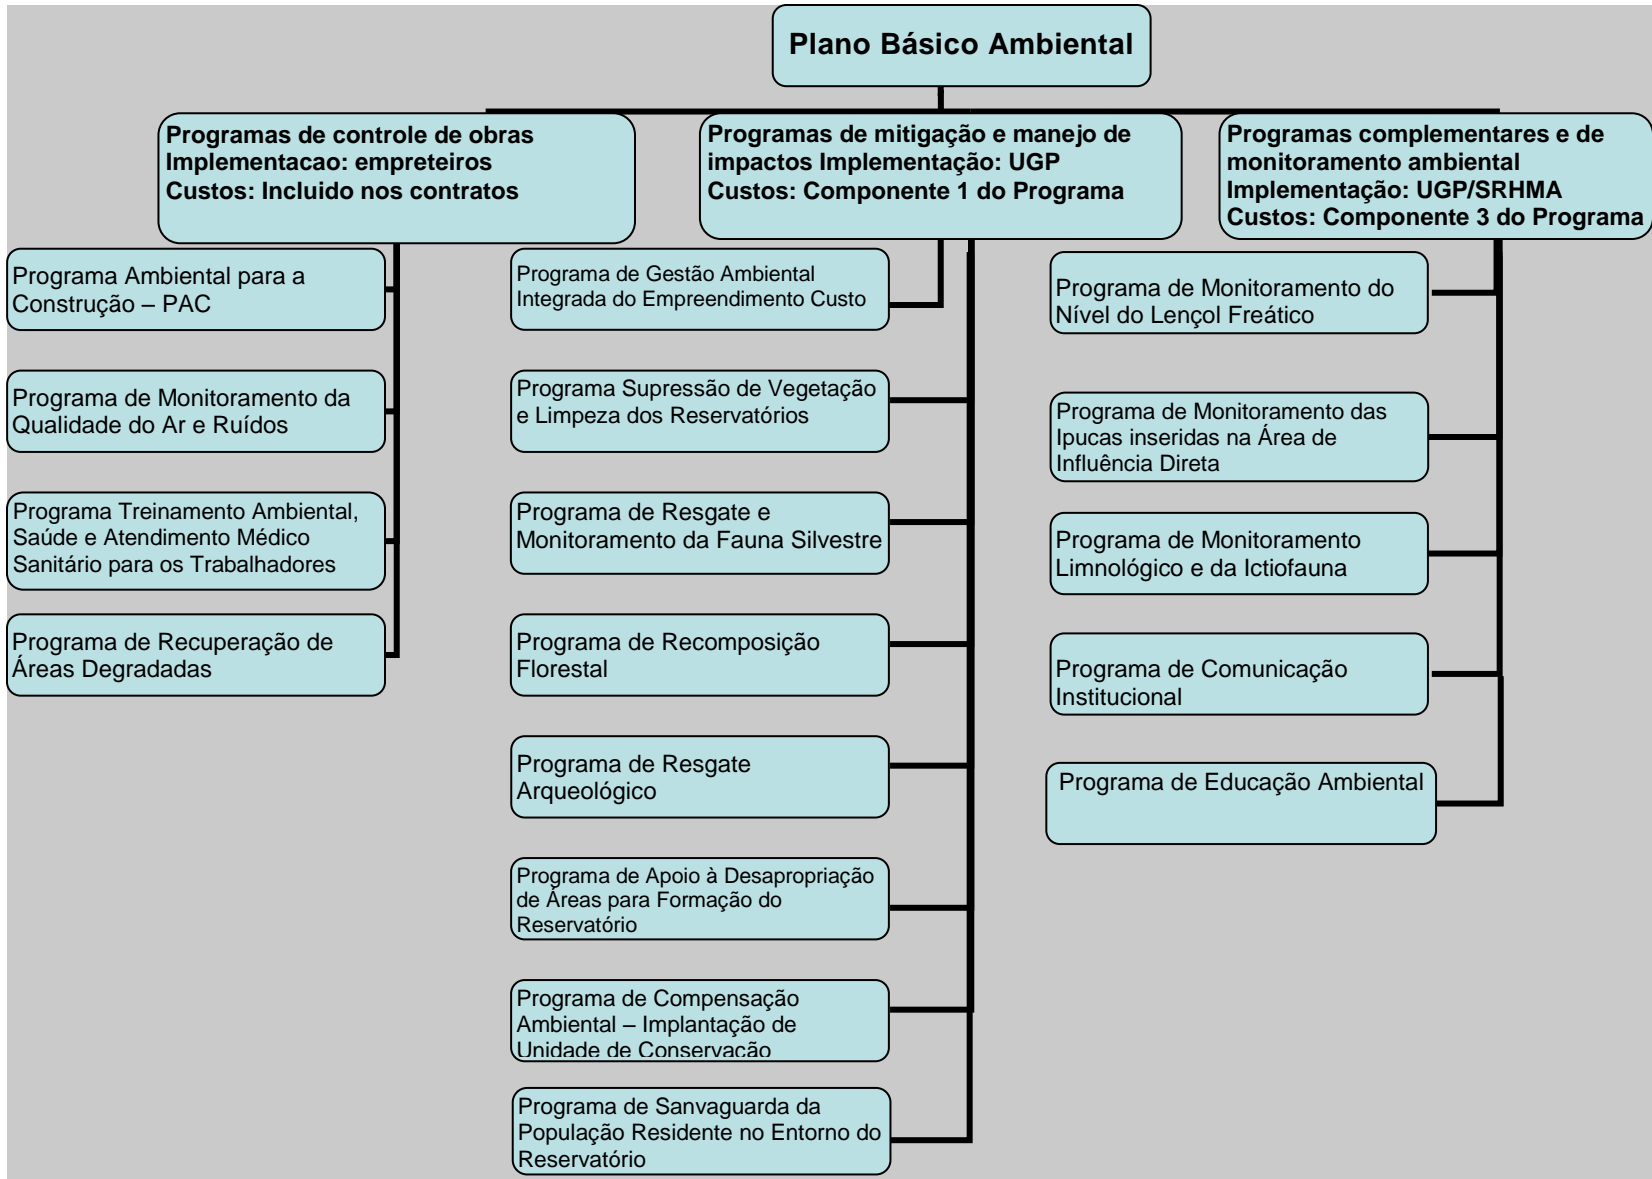 Plano Básico Ambiental
Programas de controle de obras
Implementacao: empreteiros
Custos: Incluido nos contratos
Programas de mitigação e manejo de
impactos Implementação: UGP
Custos: Componente 1 do Programa
Programas complementares e de
monitoramento ambiental
Implementação: UGP/SRHMA
Custos: Componente 3 do Programa
Programa Ambiental para a
Construção – PAC
Programa de Monitoramento da
Qualidade do Ar e Ruídos
Programa Treinamento Ambiental,
Saúde e Atendimento Médico
Sanitário para os Trabalhadores
Programa de Recuperação de
Áreas Degradadas
Programa de Gestão Ambiental
Integrada do Empreendimento Custo
Programa Supressão de Vegetação
e Limpeza dos Reservatórios
Programa de Resgate e
Monitoramento da Fauna Silvestre
Programa de Recomposição
Florestal
Programa de Resgate
Arqueológico
Programa de Apoio à Desapropriação
de Áreas para Formação do
Reservatório
Programa de Compensação
Ambiental – Implantação de
Unidade de Conservação
Programa de Sanvaguarda da
População Residente no Entorno do
Reservatório
Programa de Monitoramento do
Nível do Lençol Freático
Programa de Monitoramento das
Ipucas inseridas na Área de
Influência Direta
Programa de Monitoramento
Limnológico e da Ictiofauna
Programa de Comunicação
Institucional
Programa de Educação Ambiental